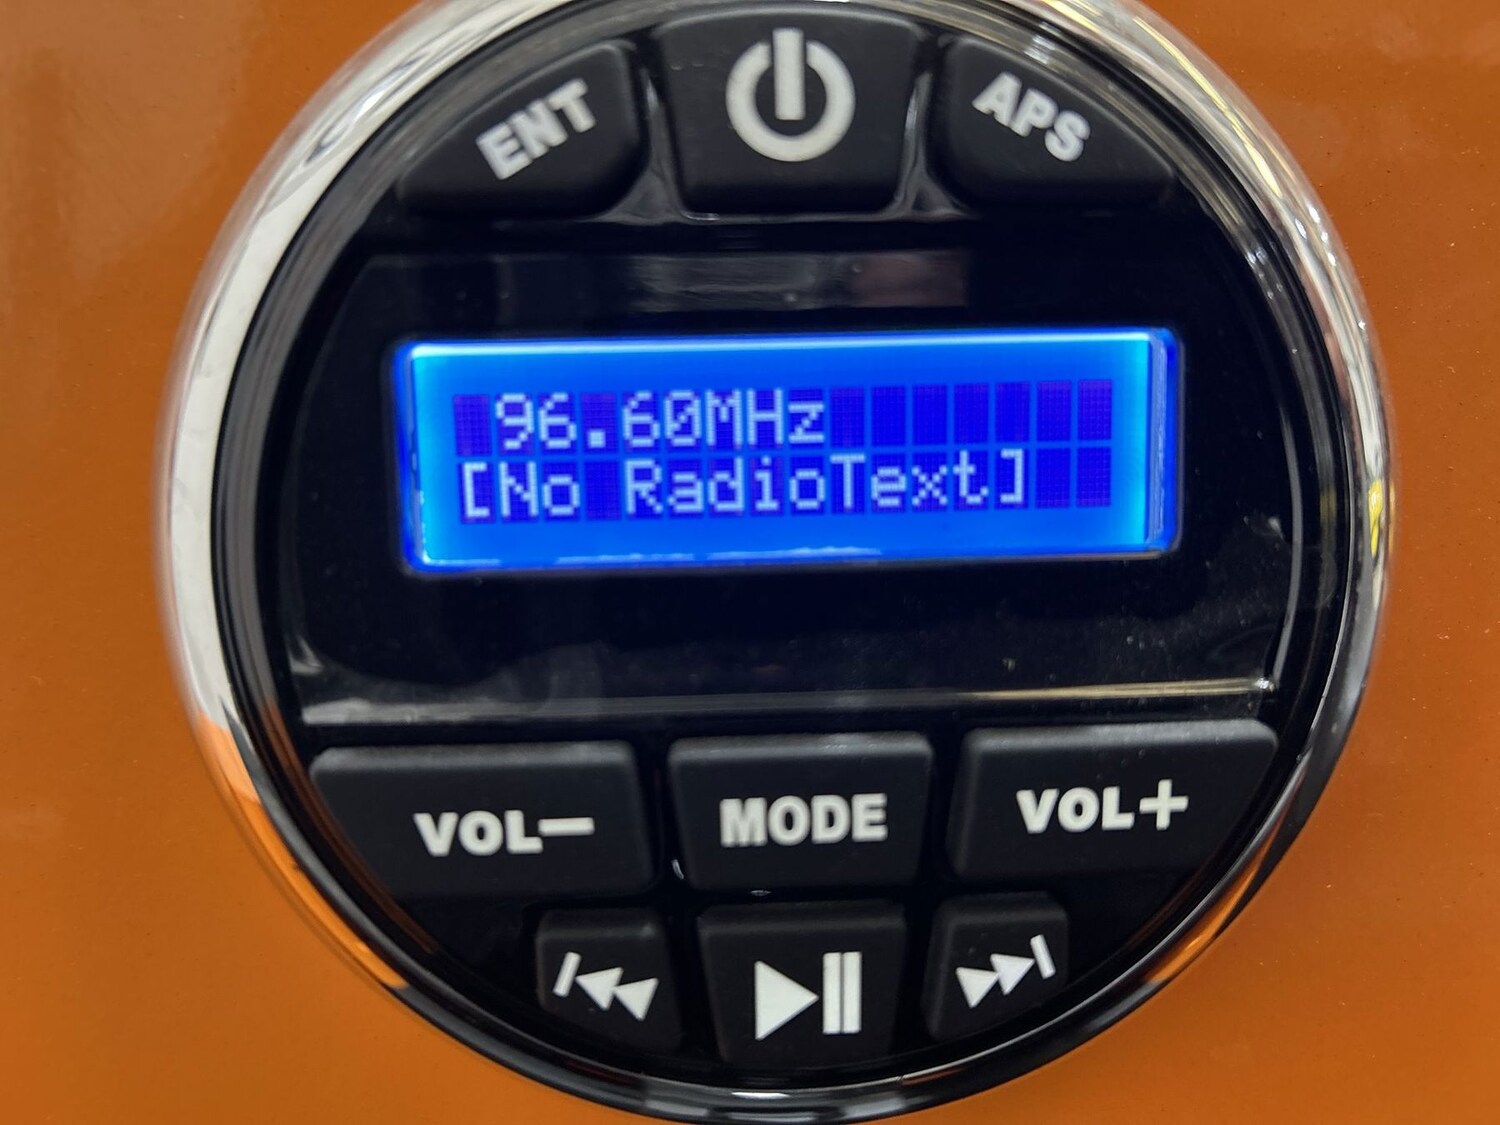 ENT
APS
96.60MHz
[No RadioText]
VOL−
MODE
VOL+